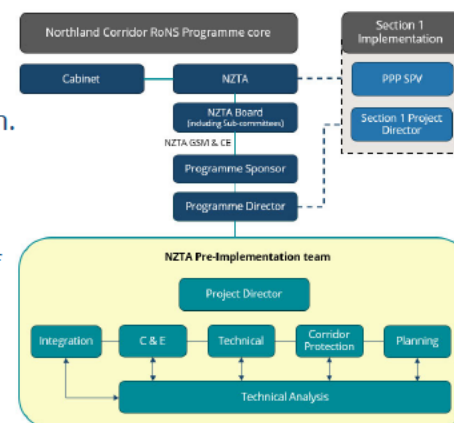 Northland Corridor RoNS Programme core
Section 1
Implementation
Cabinet
NZTA
PPP SPV
n.
NZTA Board
(including Sub-committees)
Section 1 Project
Director
NZTA GSM & CE
Programme Sponsor
Programme Director
NZTA Pre-Implementation team
Project Director
Integration
C & E
Technical
Corridor
Protection
Planning
Technical Analysis